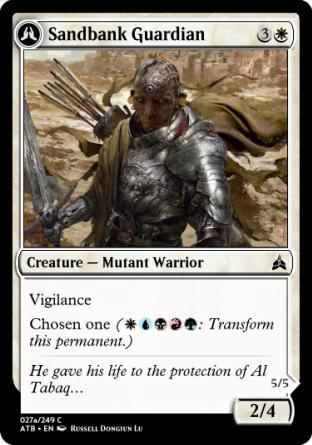 Sandbank Guardian 3
Creature — Mutant Warrior
Vigilance
Chosen one ( : Transform
this permanent.)
He gave his life to the protection of Al
Tabaq…
5/5
2/4
027a/249 C
ATB • EN Russell Dongjun Lu